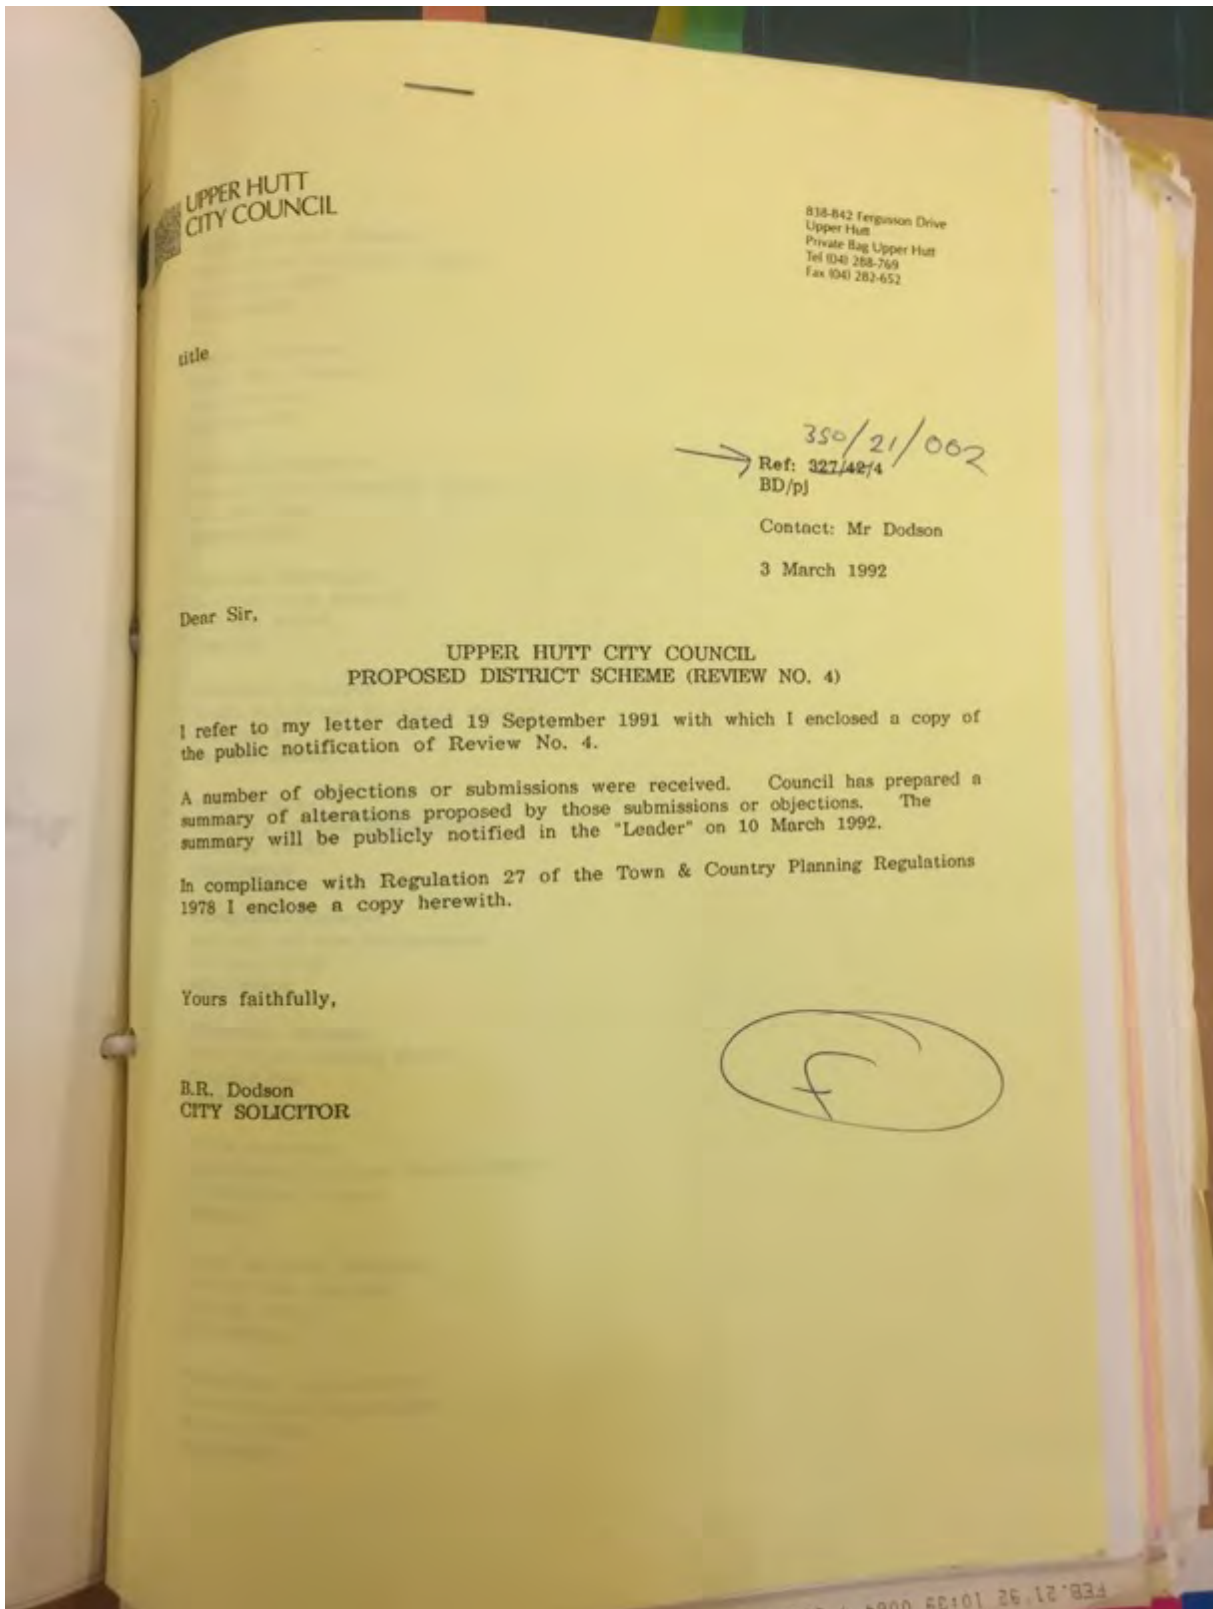 UPPER HUTT
CITY COUNCIL
838-842 Fergusson Drive
Upper Hutt
Private Bag Upper Hutt
Tel (04) 288-769
Fax (04) 282-652
title
350/21/002
Ref: 327/42/4
BD/pj
Contact: Mr Dodson
3 March 1992
Dear Sir,
UPPER HUTT CITY COUNCIL
PROPOSED DISTRICT SCHEME (REVIEW NO. 4)
I refer to my letter dated 19 September 1991 with which I enclosed a copy of
the public notification of Review No. 4.
A number of objections or submissions were received. Council has prepared a
summary of alterations proposed by those submissions or objections. The
summary will be publicly notified in the "Leader" on 10 March 1992.
In compliance with Regulation 27 of the Town & Country Planning Regulations
1978 I enclose a copy herewith.
Yours faithfully,
B.R. Dodson
CITY SOLICITOR
F
FEB.21.92 10:39